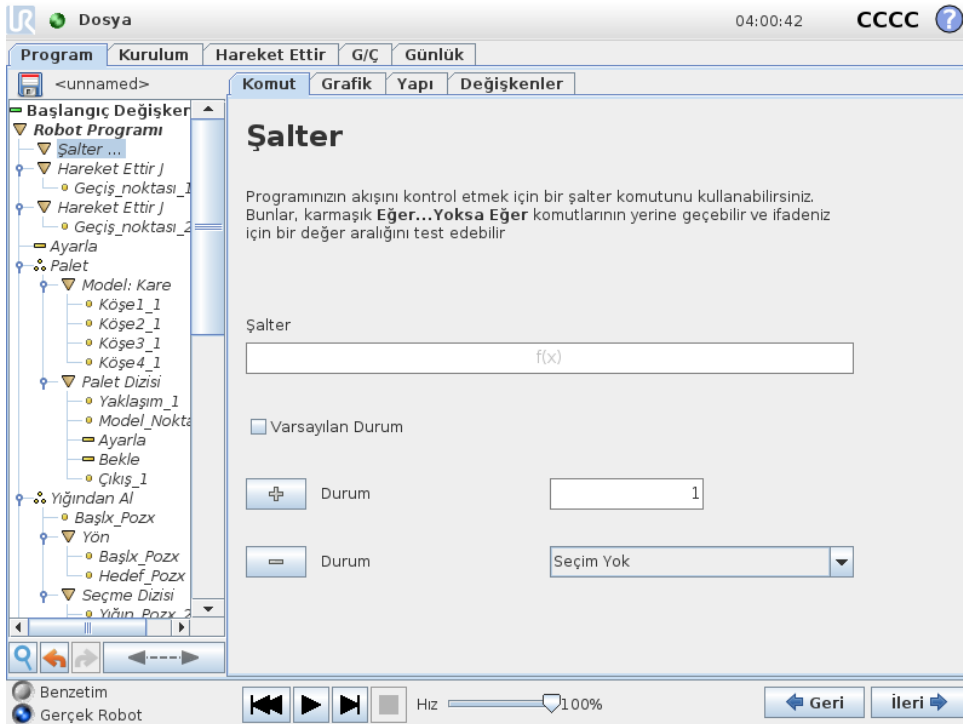 UR Dosya 04:00:42 CCCC ?
Program Kurulum Hareket Ettir G/Ç Günlük
<unnamed>
Komut Grafik Yapı Değişkenler
Başlangıç Değişker
Robot Programı
Şalter ...
Hareket Ettir J
Geçiş_noktası_1
Hareket Ettir J
Geçiş_noktası_2
Ayarla
Palet
Model: Kare
Köşe1_1
Köşe2_1
Köşe3_1
Köşe4_1
Palet Dizisi
Yaklaşım_1
Model_Nokta
Ayarla
Bekle
Çıkış_1
Yığından Al
Başlx_Pozx
Yön
Başlx_Pozx
Hedef_Pozx
Seçme Dizisi
Yığın_Pozx_2
Şalter
Programınızın akışını kontrol etmek için bir şalter komutunu kullanabilirsiniz.
Bunlar, karmaşık Eğer...Yoksa Eğer komutlarının yerine geçebilir ve ifadeniz
için bir değer aralığını test edebilir
Şalter
f(x)
Varsayılan Durum
Durum 1
Durum Seçim Yok
Benzetim
Gerçek Robot
Hız 100%
Geri İleri